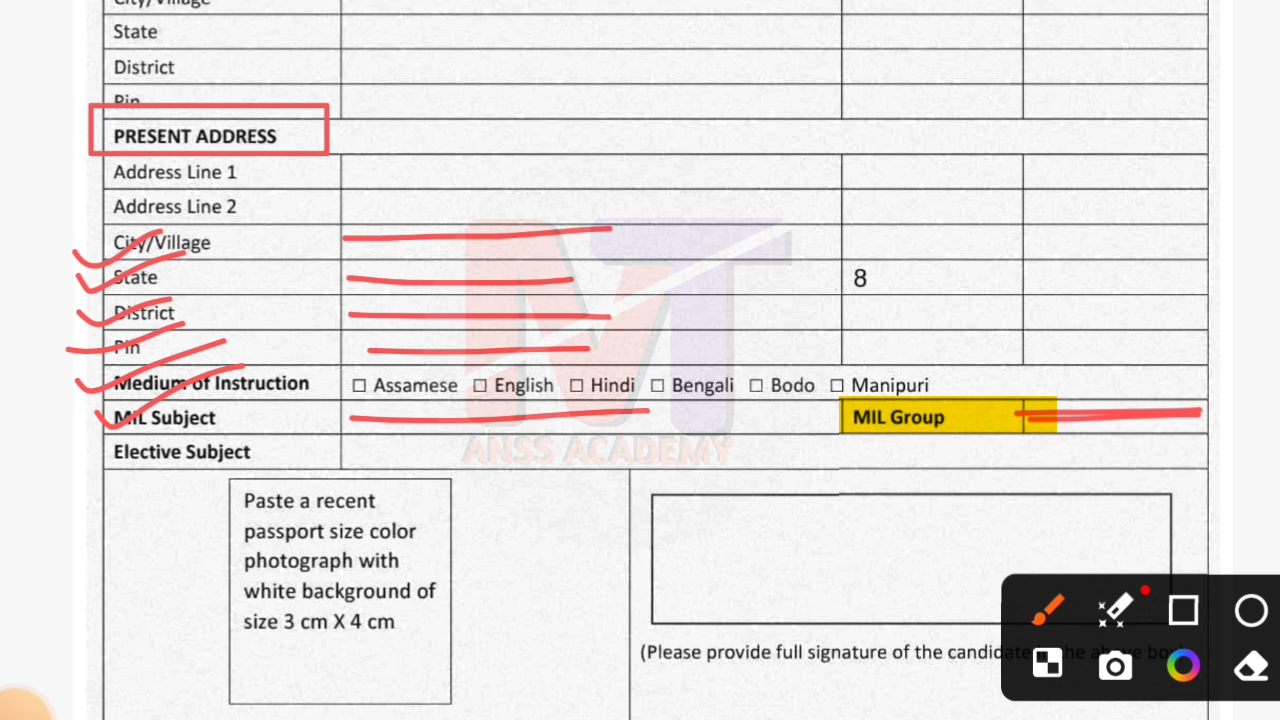 City/Village
State
District
Pin
PRESENT ADDRESS
Address Line 1
Address Line 2
City/Village
State 8
District
Pin
Medium of Instruction ☐ Assamese ☐ English ☐ Hindi ☐ Bengali ☐ Bodo ☐ Manipuri
MIL Subject MIL Group
Elective Subject
MT
ANSS ACADEMY
Paste a recent
passport size color
photograph with
white background of
size 3 cm X 4 cm
(Please provide full signature of the candidate in the above box)